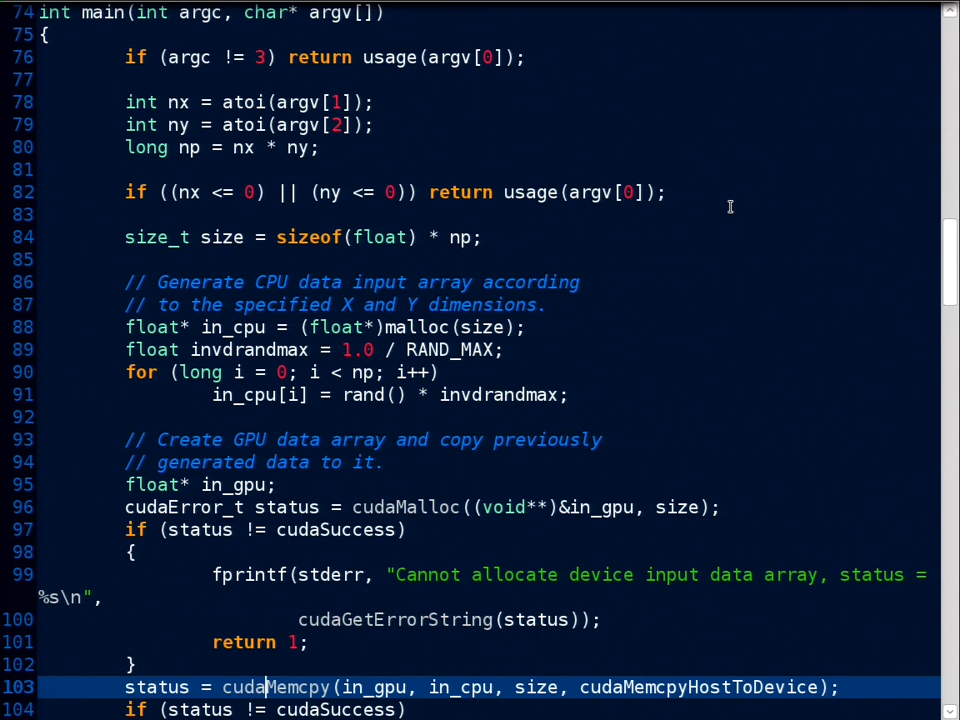 74 int main(int argc, char* argv[])
75 {
76         if (argc != 3) return usage(argv[0]);
77
78         int nx = atoi(argv[1]);
79         int ny = atoi(argv[2]);
80         long np = nx * ny;
81
82         if ((nx <= 0) || (ny <= 0)) return usage(argv[0]);
83
84         size_t size = sizeof(float) * np;
85
86         // Generate CPU data input array according
87         // to the specified X and Y dimensions.
88         float* in_cpu = (float*)malloc(size);
89         float invdrandmax = 1.0 / RAND_MAX;
90         for (long i = 0; i < np; i++)
91                 in_cpu[i] = rand() * invdrandmax;
92
93         // Create GPU data array and copy previously
94         // generated data to it.
95         float* in_gpu;
96         cudaError_t status = cudaMalloc((void**)&in_gpu, size);
97         if (status != cudaSuccess)
98         {
99                 fprintf(stderr, "Cannot allocate device input data array, status =
%s\n",
100                         cudaGetErrorString(status));
101                 return 1;
102         }
103         status = cudaMemcpy(in_gpu, in_cpu, size, cudaMemcpyHostToDevice);
104         if (status != cudaSuccess)